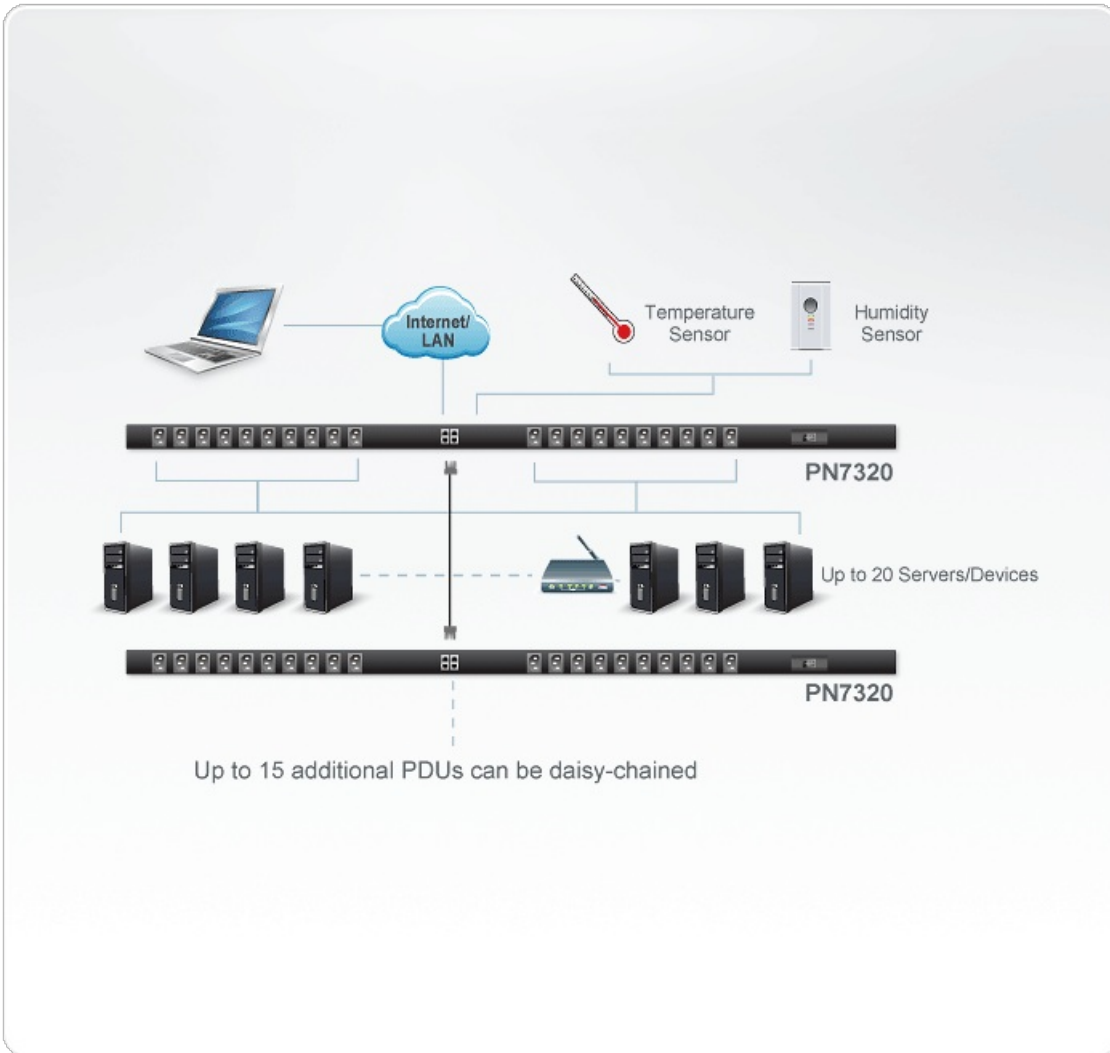 Internet/
LAN
Temperature
Sensor
Humidity
Sensor
PN7320
Up to 20 Servers/Devices
PN7320
Up to 15 additional PDUs can be daisy-chained